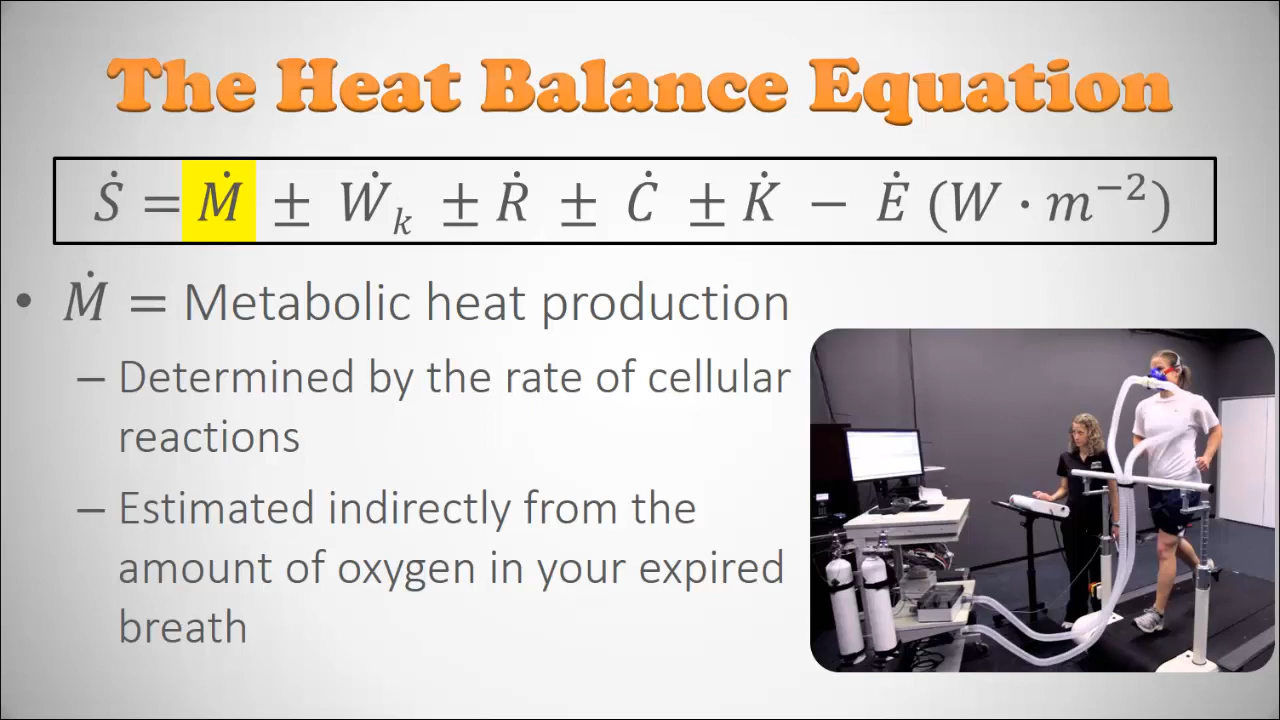 The Heat Balance Equation
Ṡ = Ṁ ± Ẇₖ ± Ṙ ± Ċ ± K̇ − Ė (W · m⁻²)
• Ṁ = Metabolic heat production
– Determined by the rate of cellular
reactions
– Estimated indirectly from the
amount of oxygen in your expired
breath